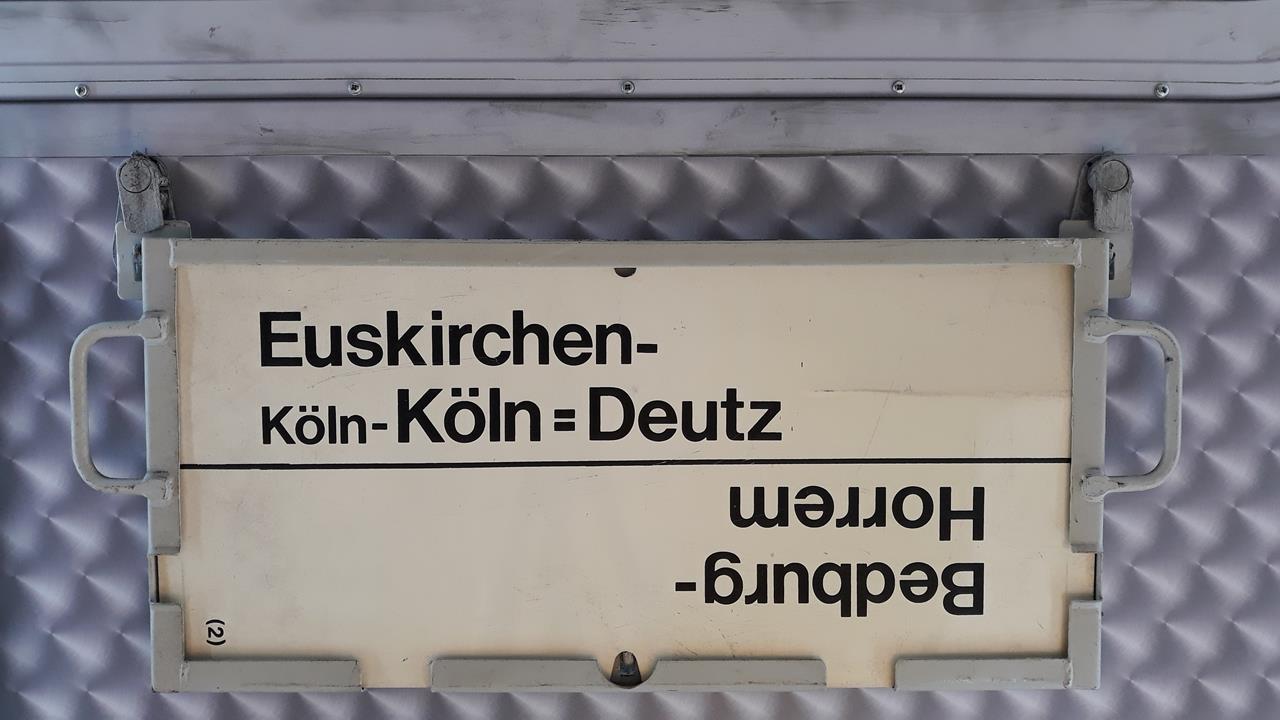 Euskirchen-
Köln-Köln=Deutz
Bedburg-
Horrem
(2)